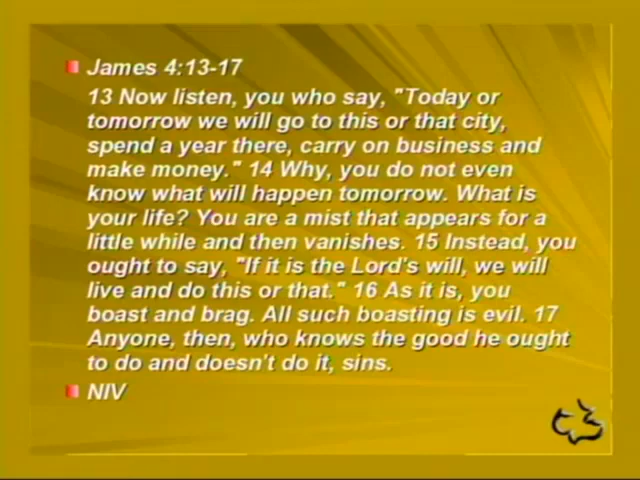 James 4:13-17
13 Now listen, you who say, "Today or
tomorrow we will go to this or that city,
spend a year there, carry on business and
make money." 14 Why, you do not even
know what will happen tomorrow. What is
your life? You are a mist that appears for a
little while and then vanishes. 15 Instead, you
ought to say, "If it is the Lord's will, we will
live and do this or that." 16 As it is, you
boast and brag. All such boasting is evil. 17
Anyone, then, who knows the good he ought
to do and doesn't do it, sins.
NIV